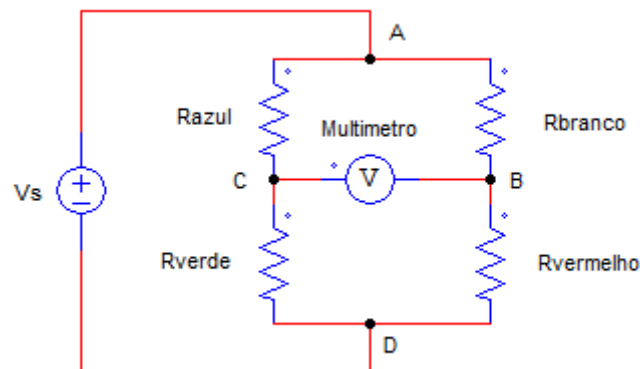 A
Razul
Multimetro
Rbranco
C
V
B
Vs
Rverde
Rvermelho
D